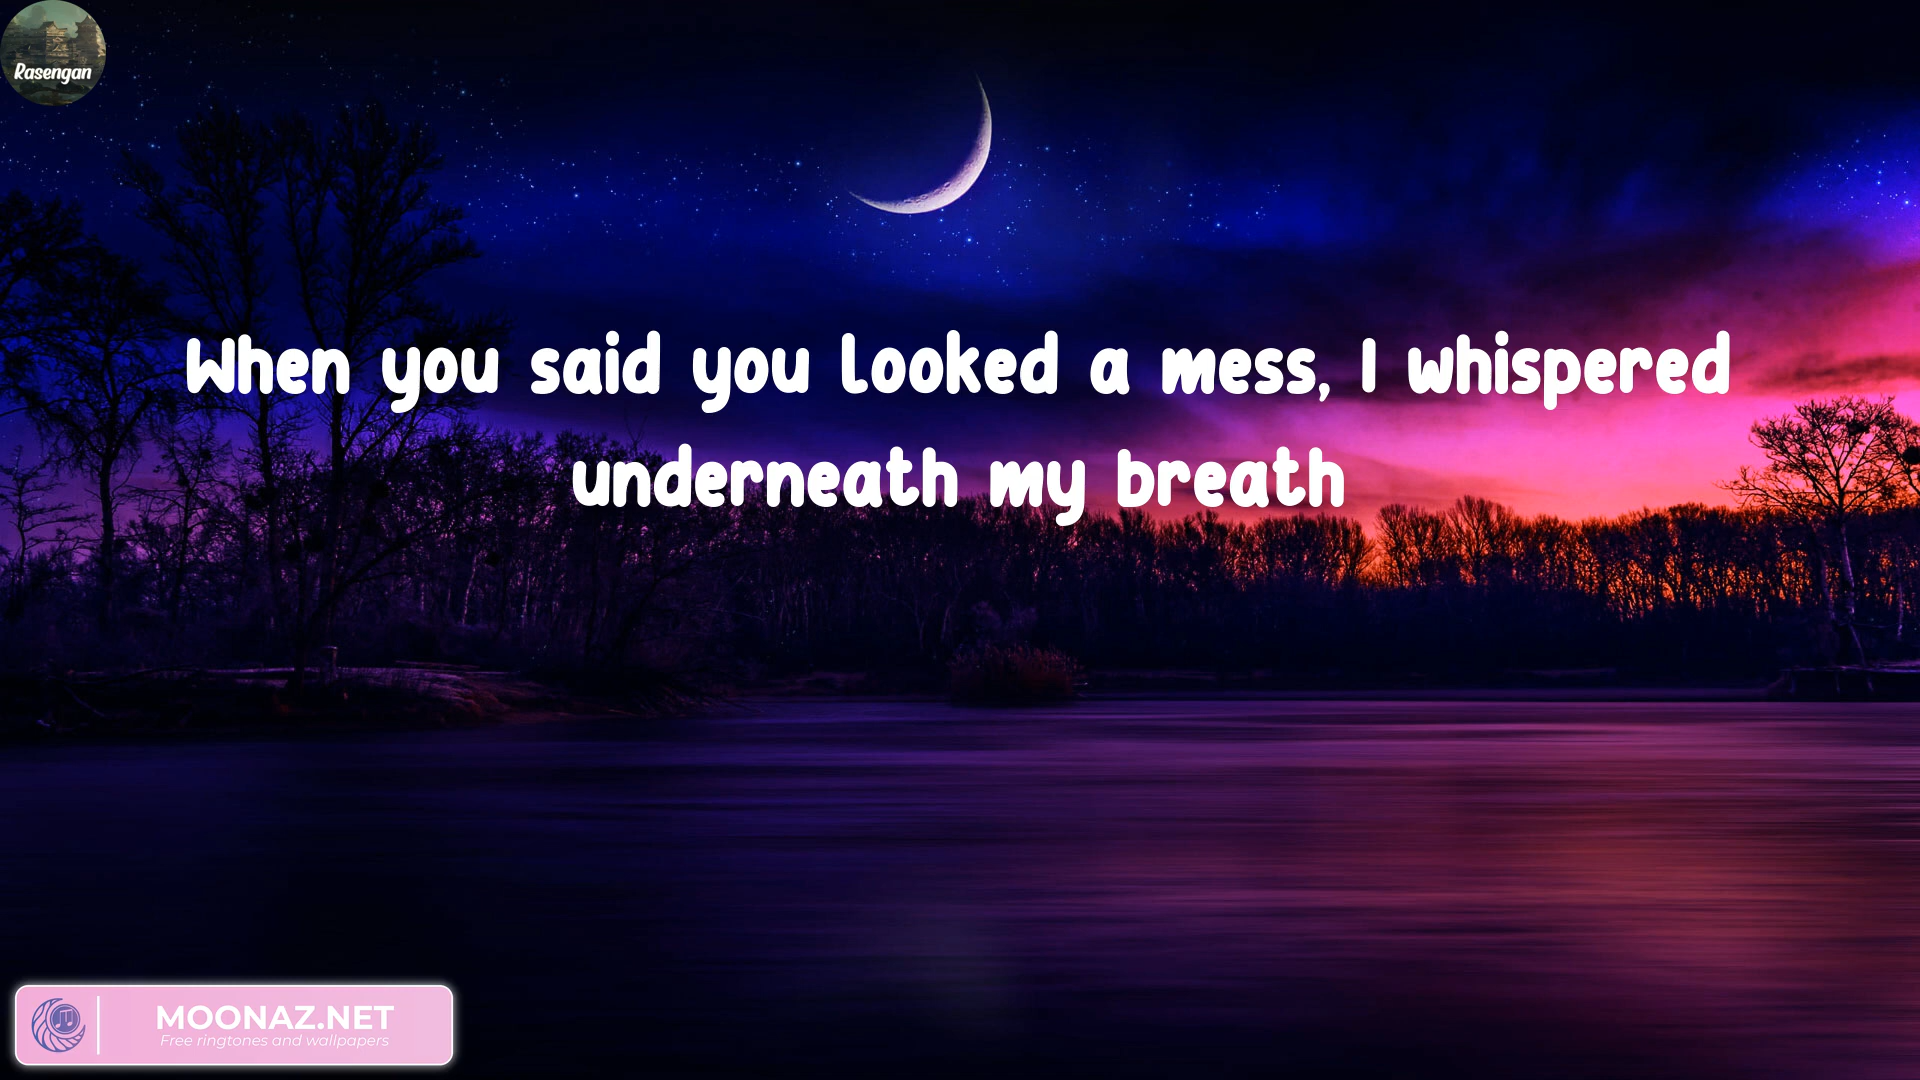 Rasengan
When you said you looked a mess, I whispered
underneath my breath
MOONAZ.NET
Free ringtones and wallpapers